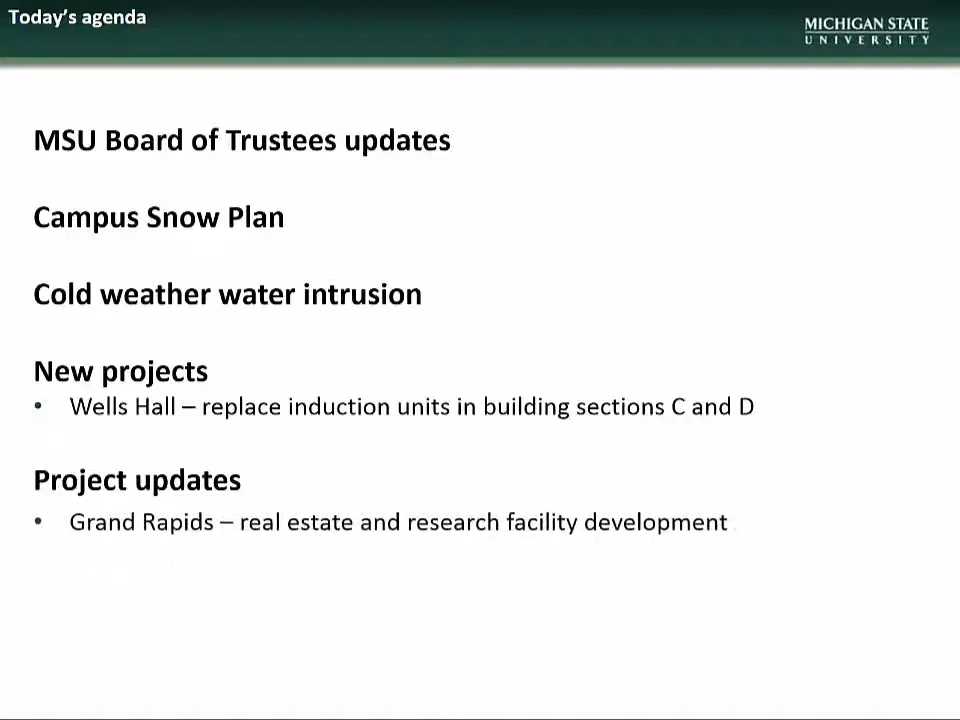 Today's agenda
MICHIGAN STATE
UNIVERSITY
MSU Board of Trustees updates
Campus Snow Plan
Cold weather water intrusion
New projects
• Wells Hall – replace induction units in building sections C and D
Project updates
• Grand Rapids – real estate and research facility development